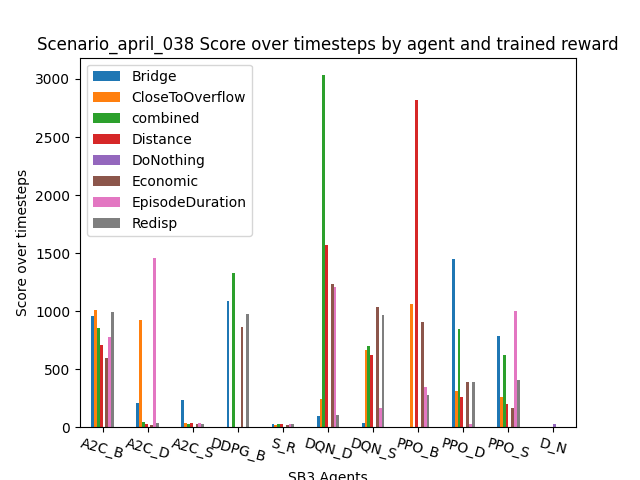 Scenario_april_038 Score over timesteps by agent and trained reward
Score over timesteps
3000
2500
2000
1500
1000
500
0
Bridge
CloseToOverflow
combined
Distance
DoNothing
Economic
EpisodeDuration
Redisp
A2C_B
A2C_D
A2C_S
DDPG_B
S_R
DQN_D
DQN_S
PPO_B
PPO_D
PPO_S
D_N
SB3 Agents